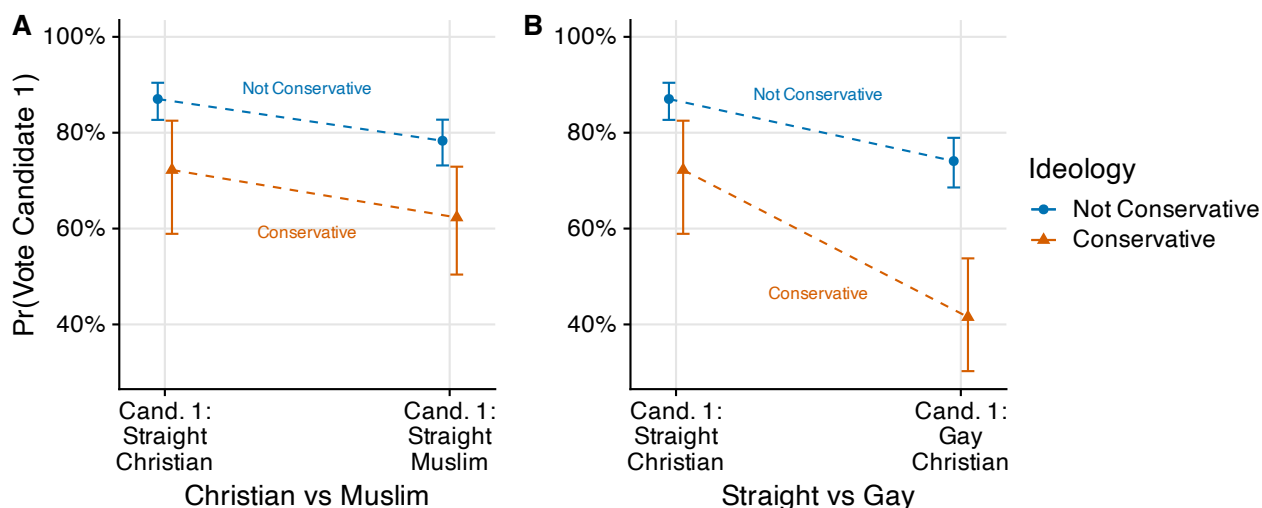 A
100%
80%
60%
40%
Pr(Vote Candidate 1)
Not Conservative
Conservative
Cand. 1:
Straight
Christian
Cand. 1:
Straight
Muslim
Christian vs Muslim
B
100%
80%
60%
40%
Not Conservative
Conservative
Cand. 1:
Straight
Christian
Cand. 1:
Gay
Christian
Straight vs Gay
Ideology
Not Conservative
Conservative